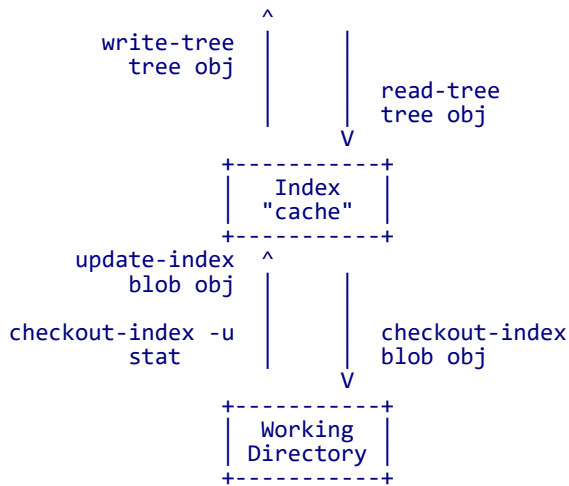 write-tree
tree obj
read-tree
tree obj
Index
"cache"
update-index
blob obj
checkout-index -u
stat
checkout-index
blob obj
Working
Directory